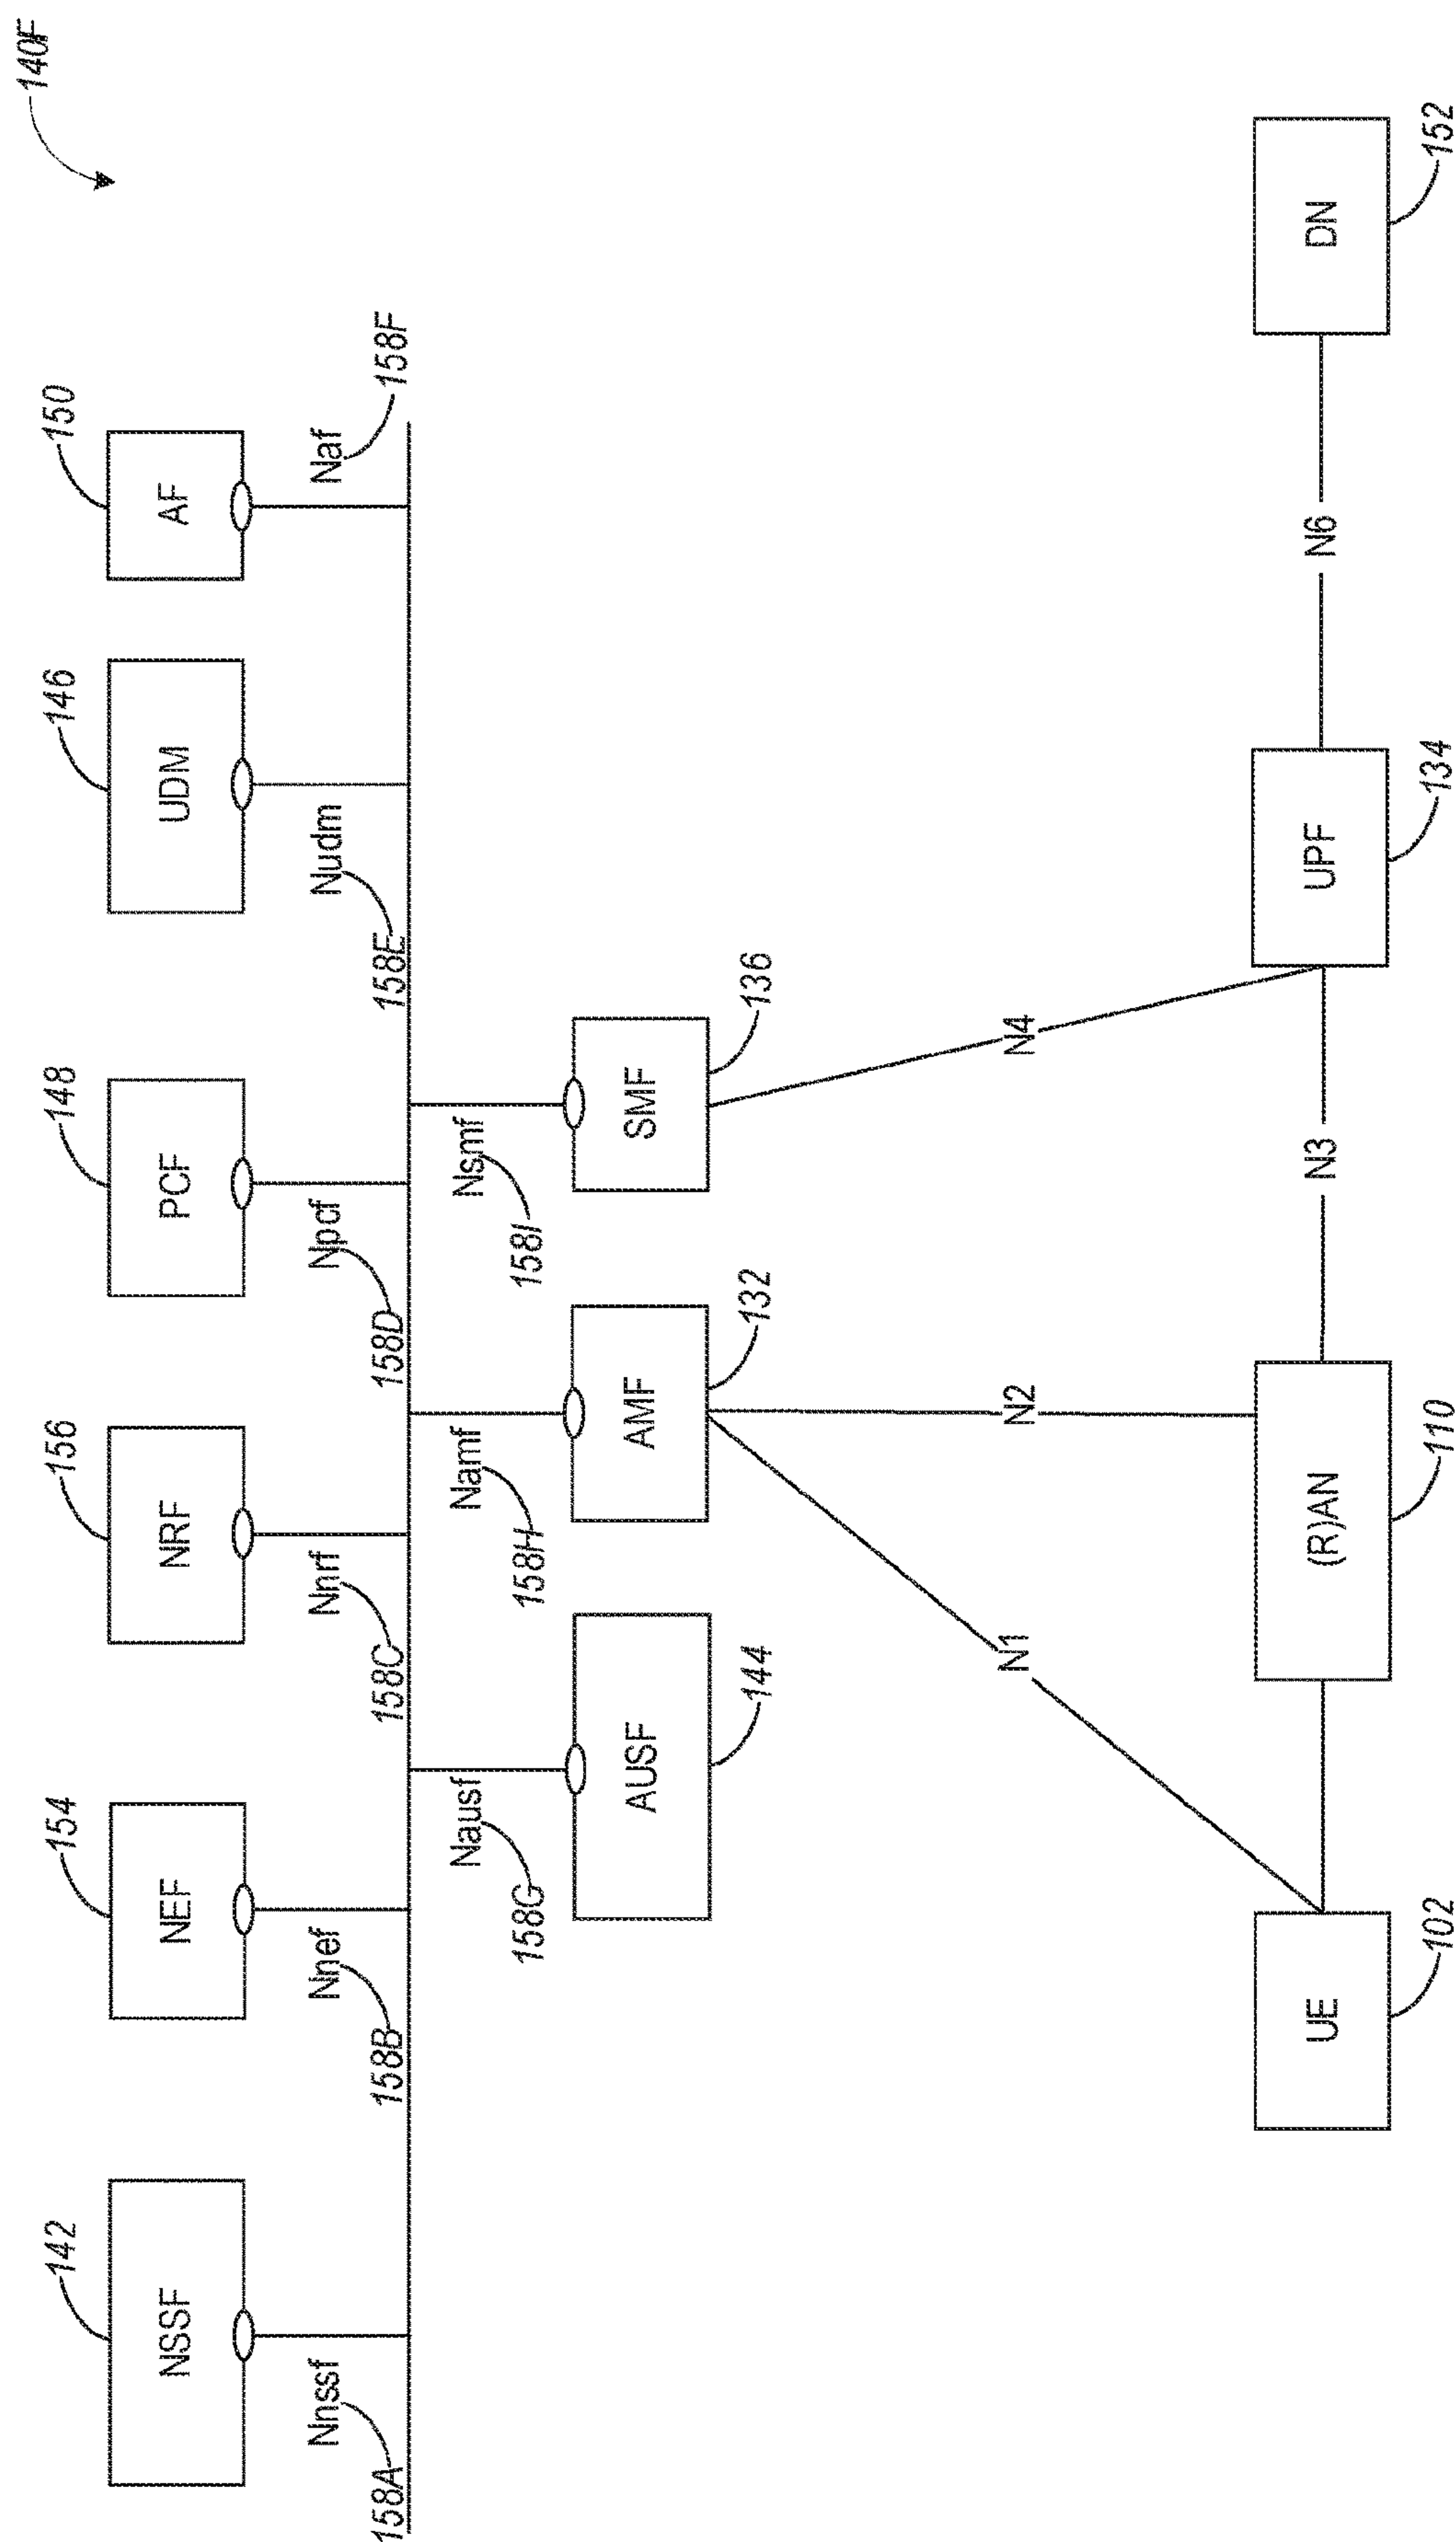 140F
142
154
156
148
146
150
NSSF
NEF
NRF
PCF
UDM
AF
Nnssf
Nnef
Nnrf
Npcf
Nudm
Naf
158A
158B
158C
158D
158E
158F
Nausf
Namf
Nsmf
158G
158H
158I
AUSF
AMF
SMF
144
132
136
N1
N2
N4
UE
(R)AN
N3
UPF
N6
DN
102
110
134
152